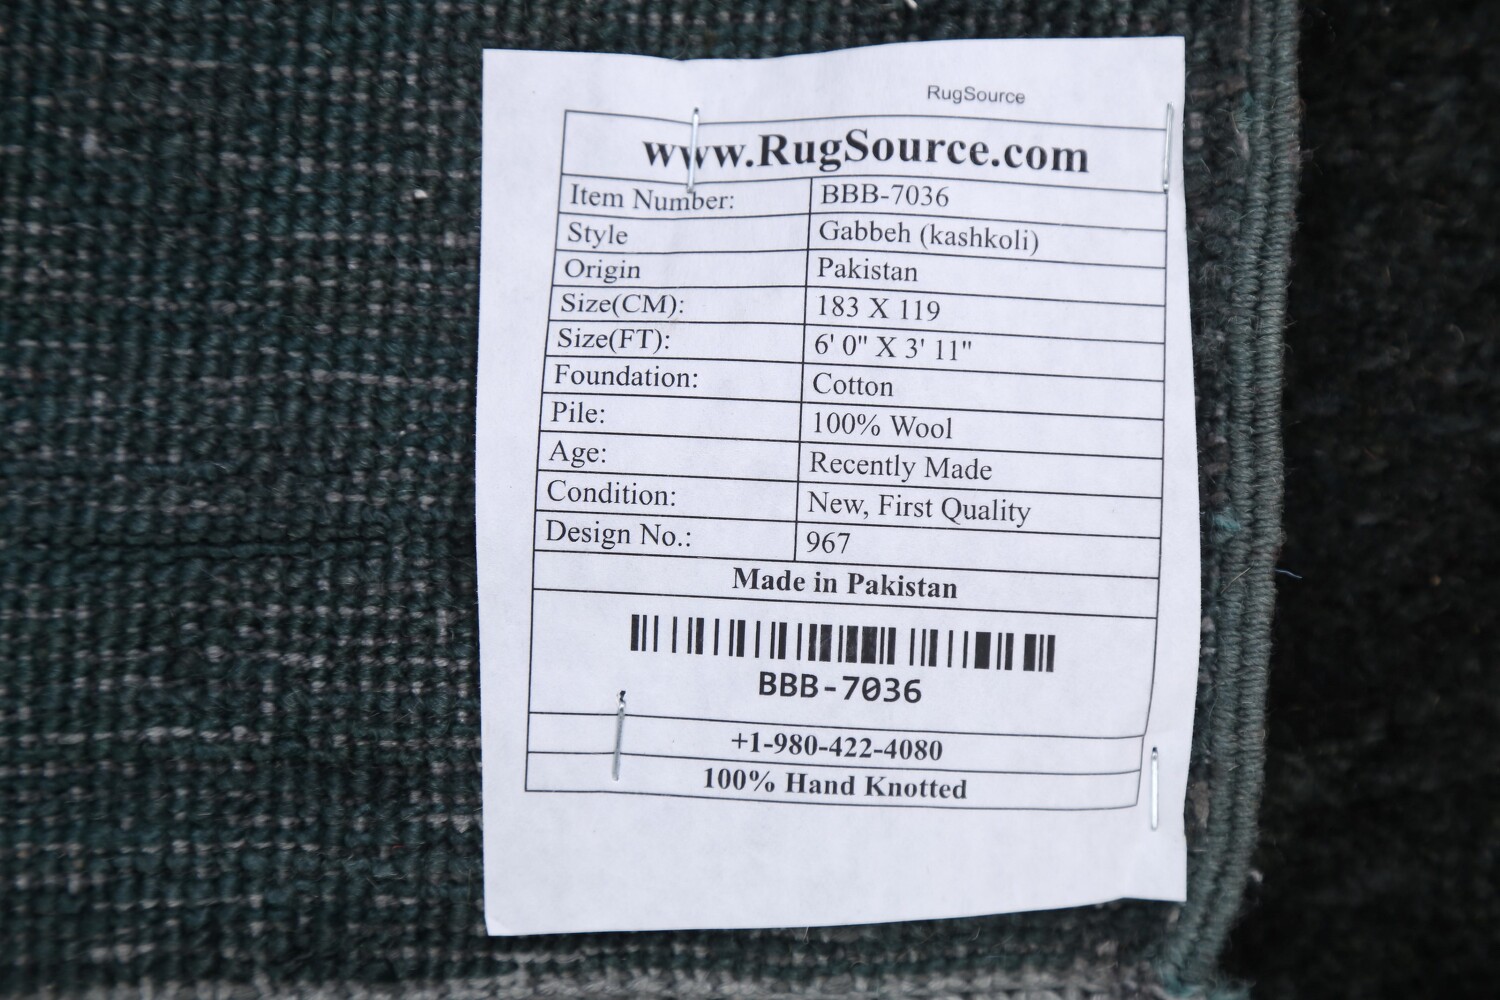 RugSource
www.RugSource.com
Item Number: BBB-7036
Style Gabbeh (kashkoli)
Origin Pakistan
Size(CM): 183 X 119
Size(FT): 6' 0" X 3' 11"
Foundation: Cotton
Pile: 100% Wool
Age: Recently Made
Condition: New, First Quality
Design No.: 967
Made in Pakistan
BBB-7036
+1-980-422-4080
100% Hand Knotted